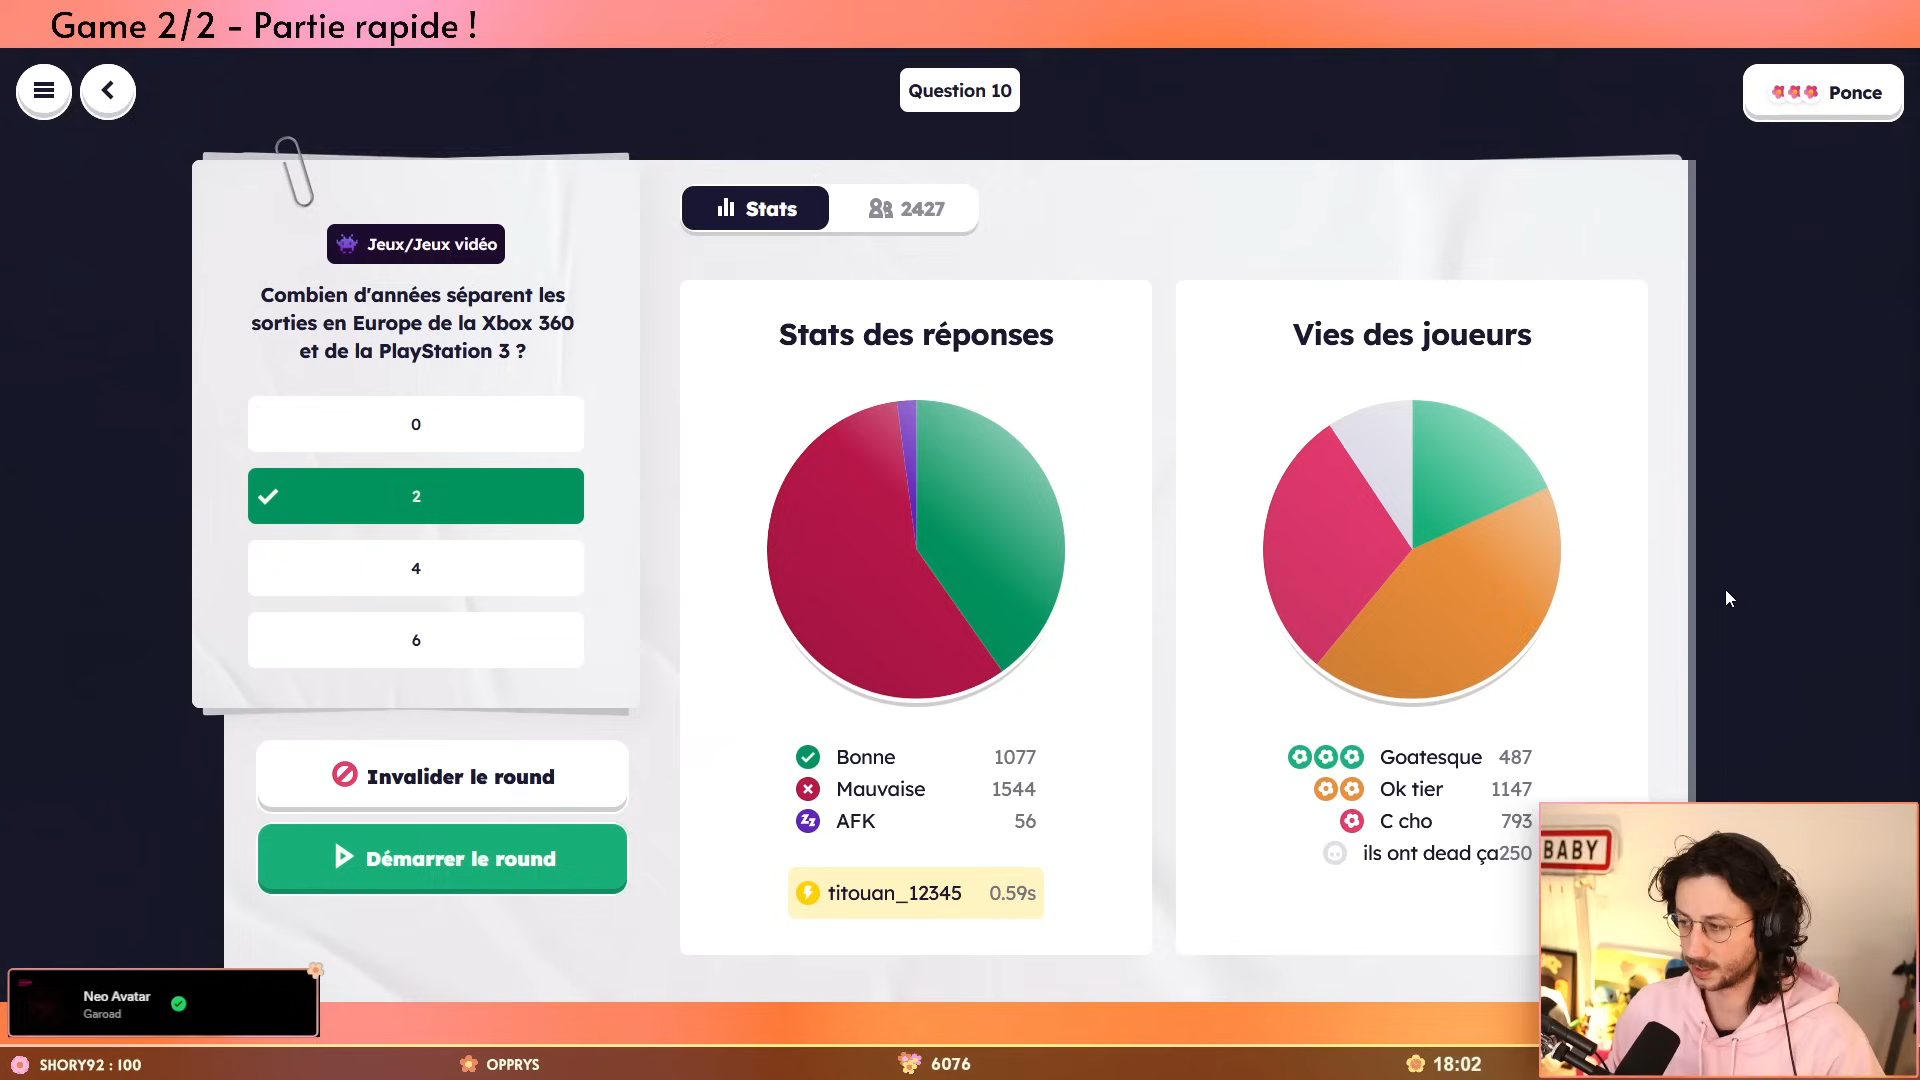 Game 2/2 - Partie rapide !
Question 10
Ponce
Stats
2427
Jeux/Jeux vidéo
Combien d'années séparent les
sorties en Europe de la Xbox 360
et de la PlayStation 3 ?
0
2
4
6
Invalider le round
Démarrer le round
Stats des réponses
Bonne 1077
Mauvaise 1544
AFK 56
titouan_12345 0.59s
Vies des joueurs
Goatesque 487
Ok tier 1147
C cho 793
ils ont dead ça250
BABY
Neo Avatar
Garoad
SHORY92 : 100
OPPRYS
6076
18:02